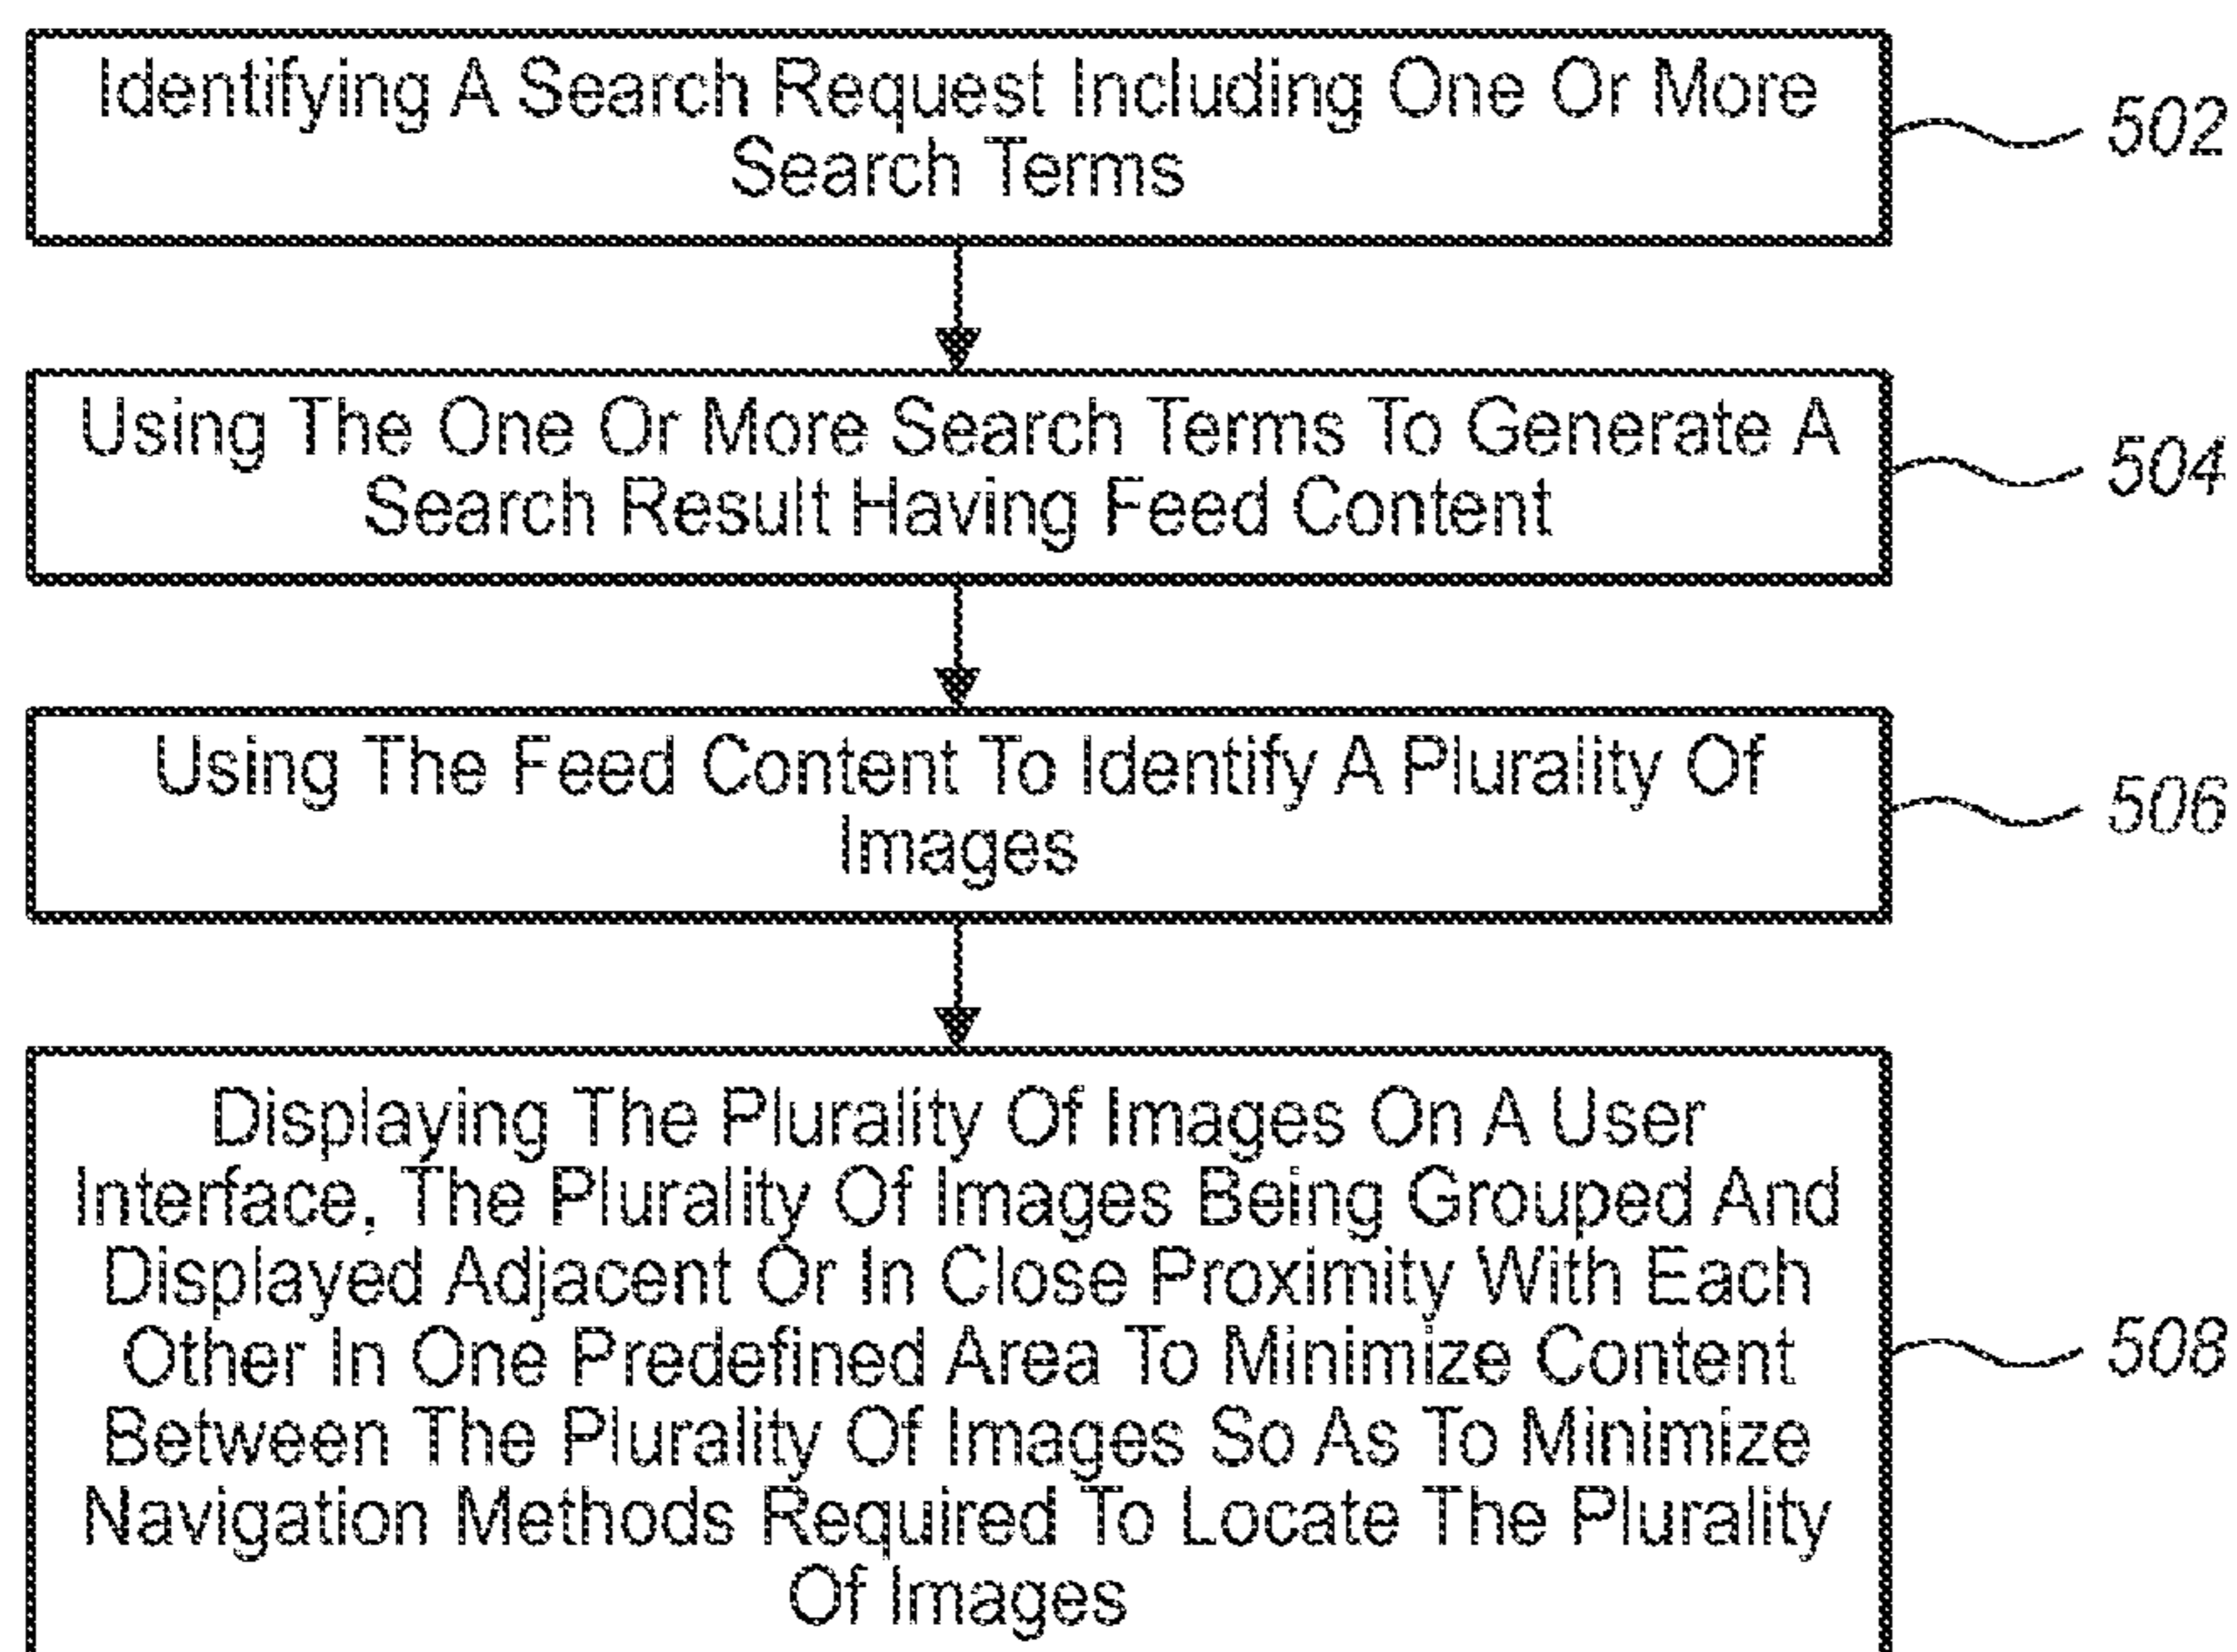 Identifying A Search Request Including One Or More
Search Terms
502
Using The One Or More Search Terms To Generate A
Search Result Having Feed Content
504
Using The Feed Content To Identify A Plurality Of
Images
506
Displaying The Plurality Of Images On A User
Interface, The Plurality Of Images Being Grouped And
Displayed Adjacent Or In Close Proximity With Each
Other In One Predefined Area To Minimize Content
Between The Plurality Of Images So As To Minimize
Navigation Methods Required To Locate The Plurality
Of Images
508